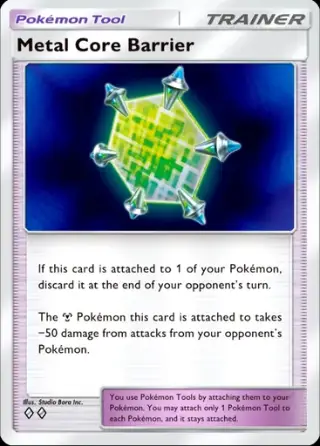 Pokémon Tool
TRAINER
Metal Core Barrier
If this card is attached to 1 of your Pokémon,
discard it at the end of your opponent's turn.
The Pokémon this card is attached to takes
−50 damage from attacks from your opponent's
Pokémon.
Illus. Studio Bora Inc.
You use Pokémon Tools by attaching them to your
Pokémon. You may attach only 1 Pokémon Tool to
each Pokémon, and it stays attached.